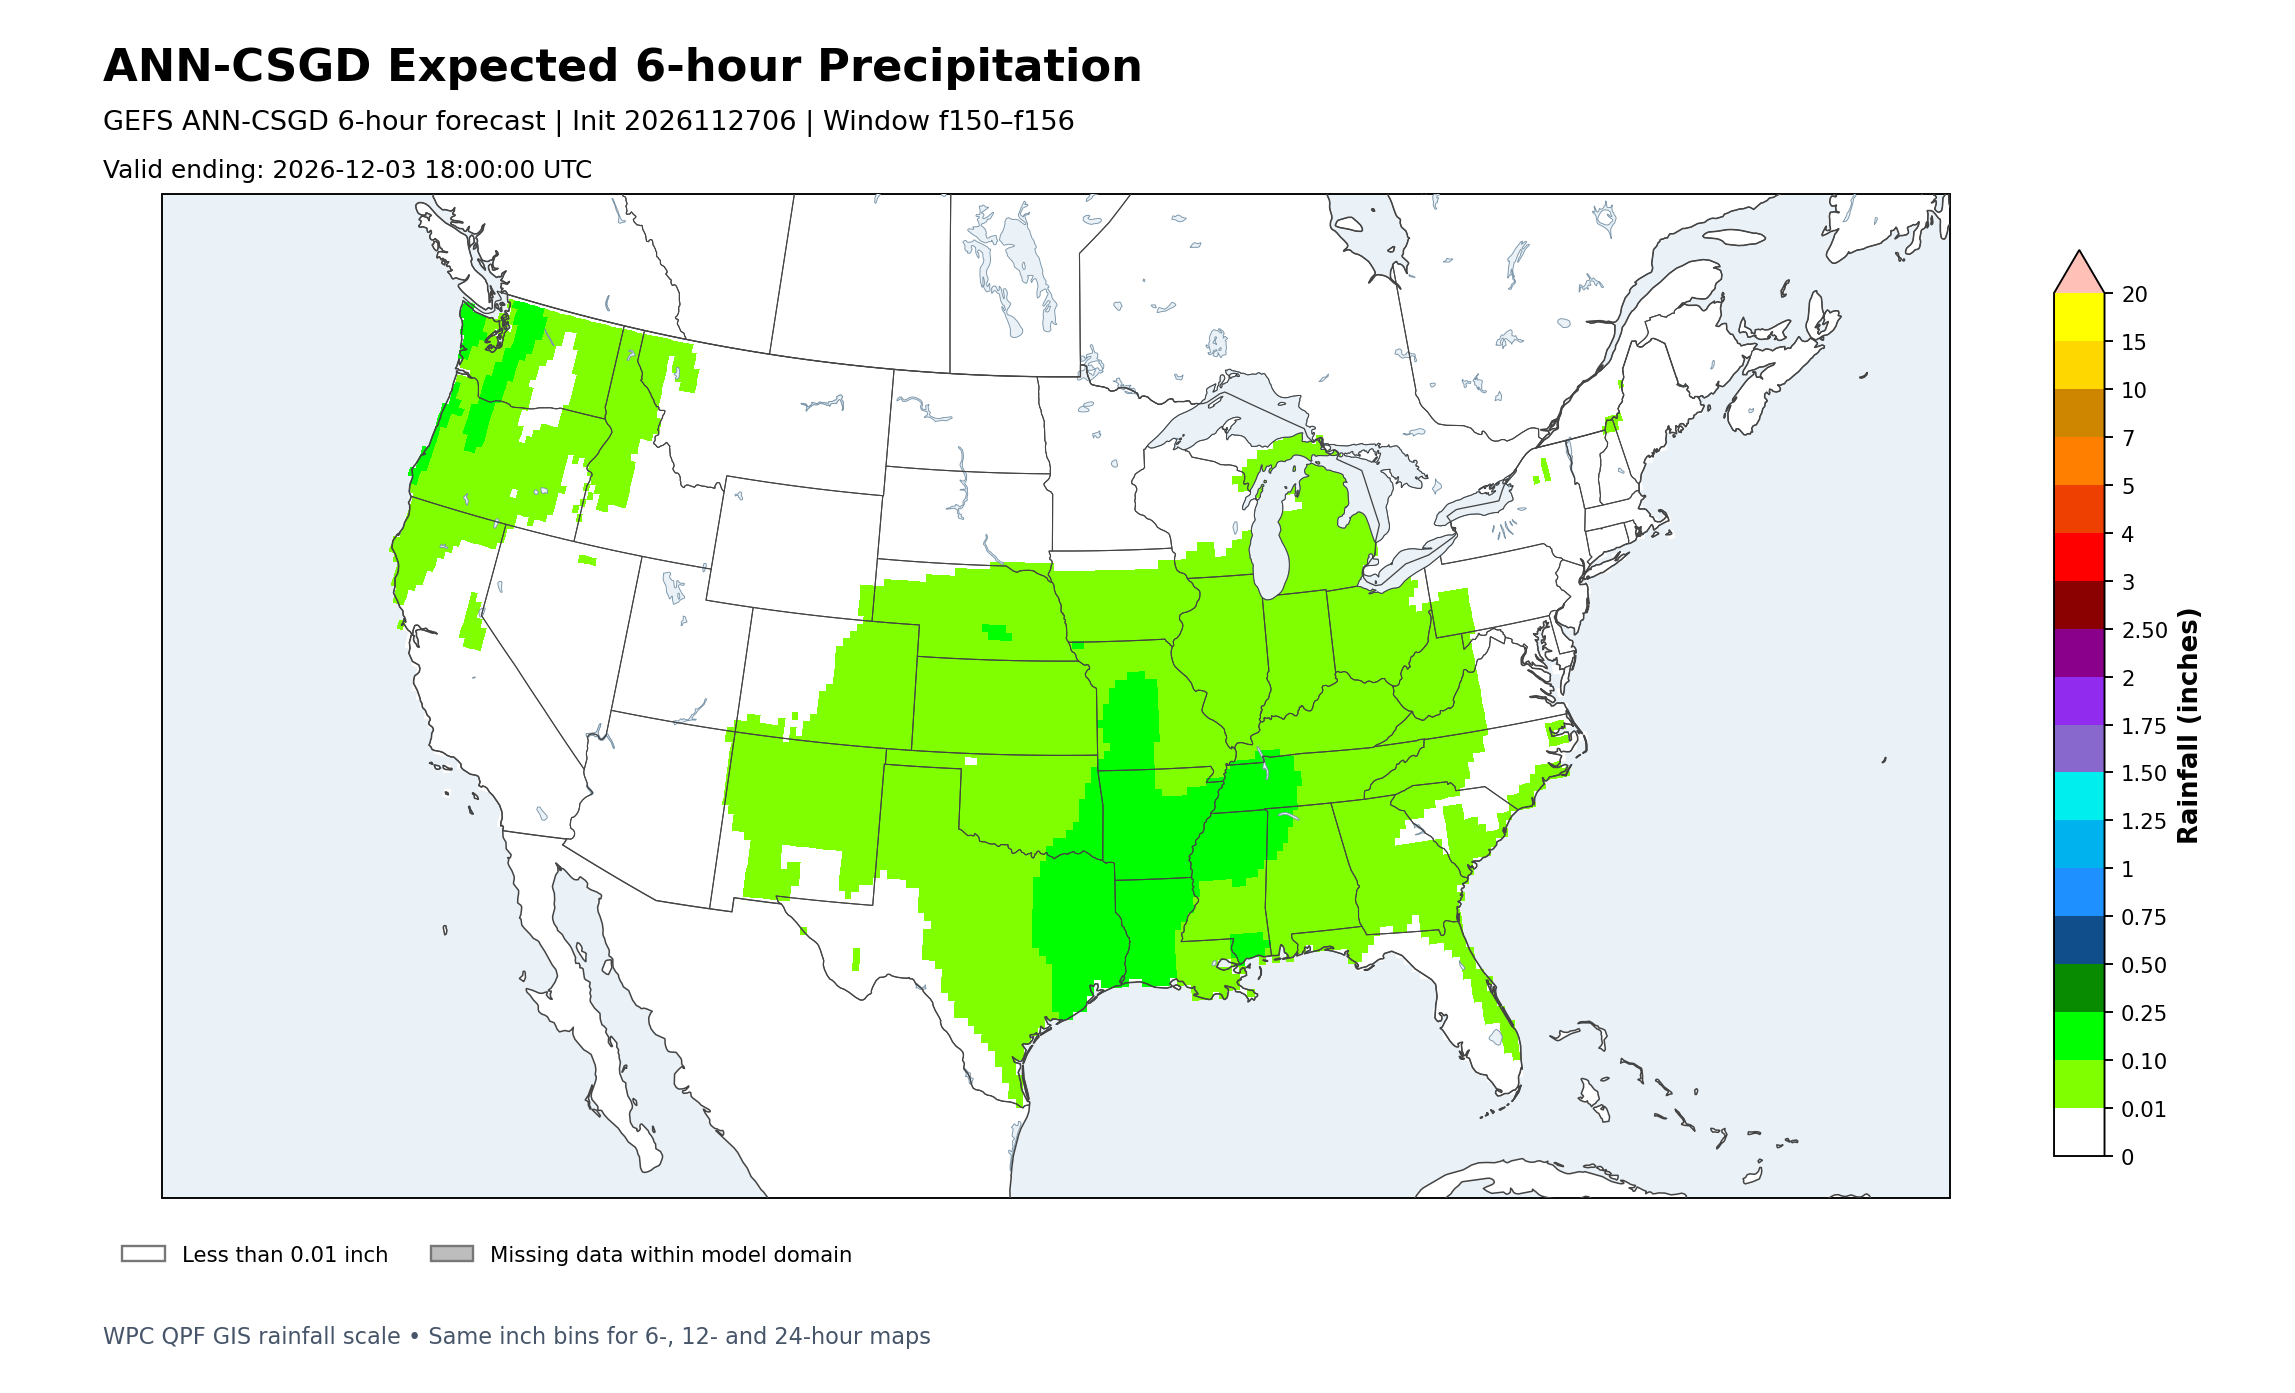 ANN-CSGD Expected 6-hour Precipitation
GEFS ANN-CSGD 6-hour forecast | Init 2026112706 | Window f150–f156
Valid ending: 2026-12-03 18:00:00 UTC
20
15
10
7
5
4
3
2.50
2
1.75
1.50
1.25
1
0.75
0.50
0.25
0.10
0.01
0
Rainfall (inches)
Less than 0.01 inch
Missing data within model domain
WPC QPF GIS rainfall scale • Same inch bins for 6-, 12- and 24-hour maps